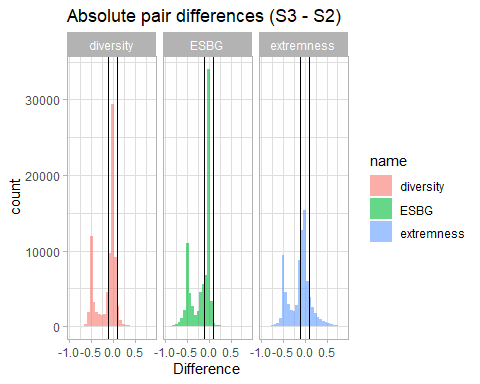 Absolute pair differences (S3 - S2)
diversity ESBG extremness
30000
20000
10000
0
count
-1.0 -0.5 0.0 0.5 -1.0 -0.5 0.0 0.5 -1.0 -0.5 0.0 0.5
Difference
name
diversity
ESBG
extremness